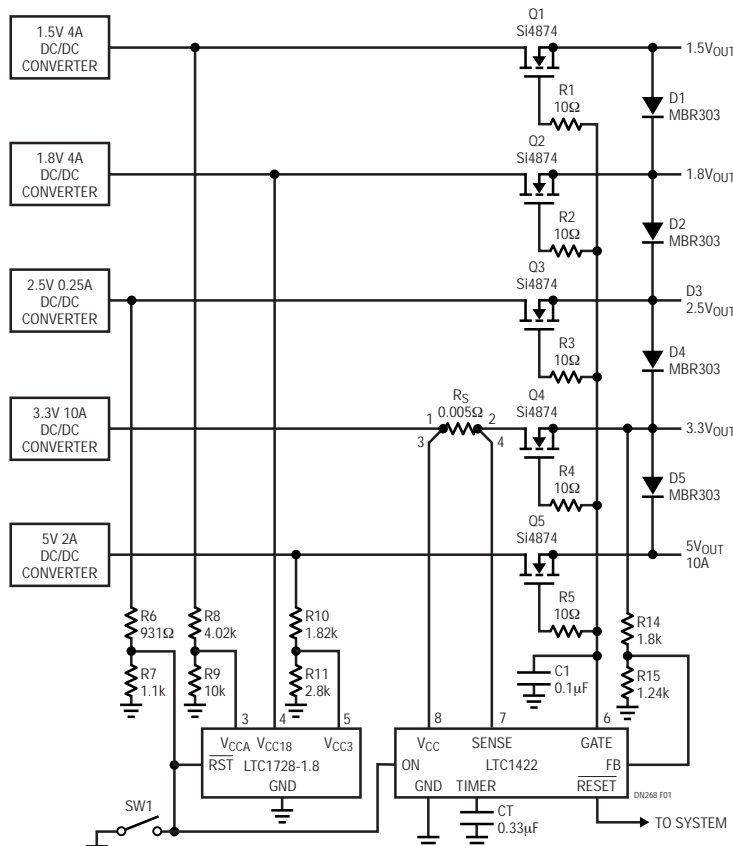 1.5V 4A
DC/DC
CONVERTER
Q1
Si4874
1.5VOUT
R1
10Ω
D1
MBR303
1.8V 4A
DC/DC
CONVERTER
Q2
Si4874
1.8VOUT
R2
10Ω
D2
MBR303
2.5V 0.25A
DC/DC
CONVERTER
Q3
Si4874
D3
2.5VOUT
R3
10Ω
D4
MBR303
3.3V 10A
DC/DC
CONVERTER
RS
0.005Ω
1
2
3
4
Q4
Si4874
3.3VOUT
R4
10Ω
D5
MBR303
5V 2A
DC/DC
CONVERTER
Q5
Si4874
5VOUT
10A
R5
10Ω
R6
931Ω
R7
1.1k
R8
4.02k
R9
10k
R10
1.82k
R11
2.8k
R14
1.8k
R15
1.24k
C1
0.1μF
3
4
5
VCCA
VCC18
VCC3
RST
LTC1728-1.8
GND
8
7
6
VCC
SENSE
GATE
ON
LTC1422
FB
GND
TIMER
RESET
DN268 F01
SW1
CT
0.33μF
TO SYSTEM